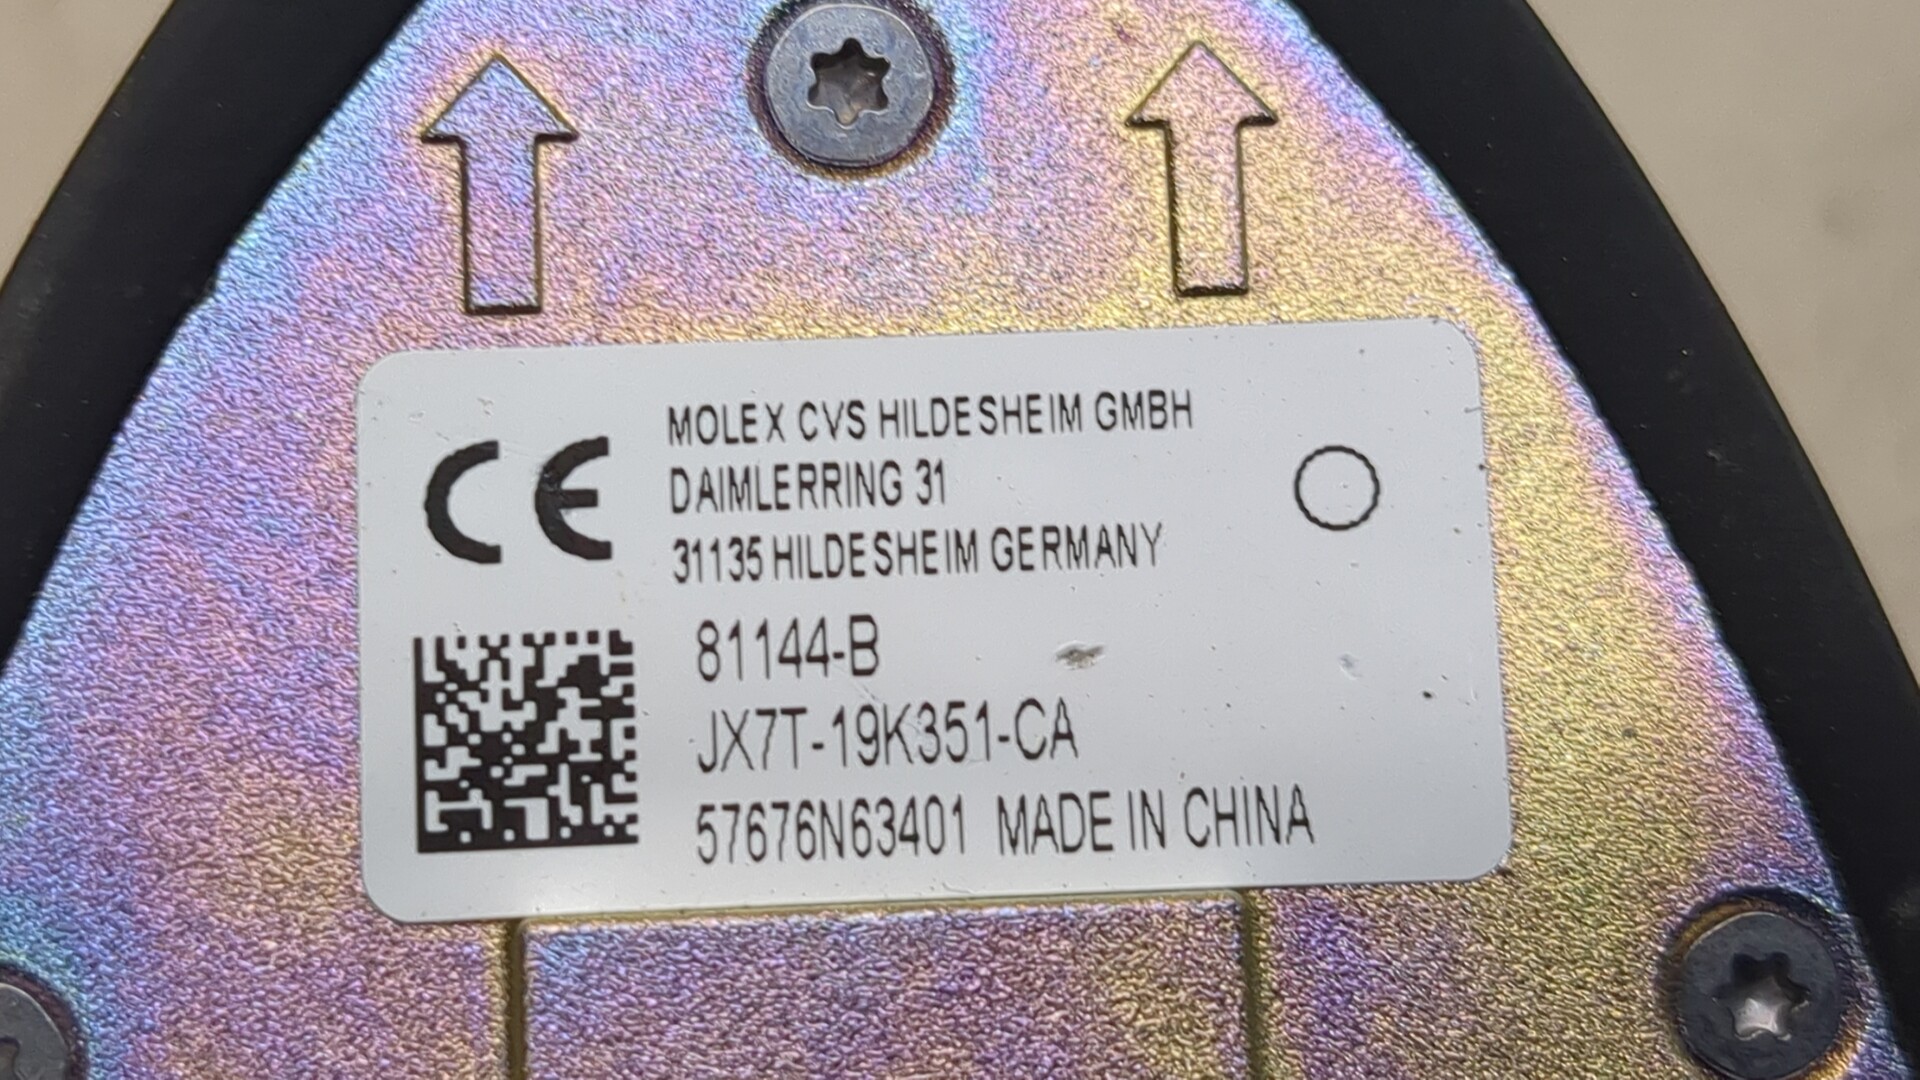 CE
MOLEX CVS HILDESHEIM GMBH
DAIMLERRING 31
31135 HILDESHEIM GERMANY
81144-B
JX7T-19K351-CA
57676N63401 MADE IN CHINA